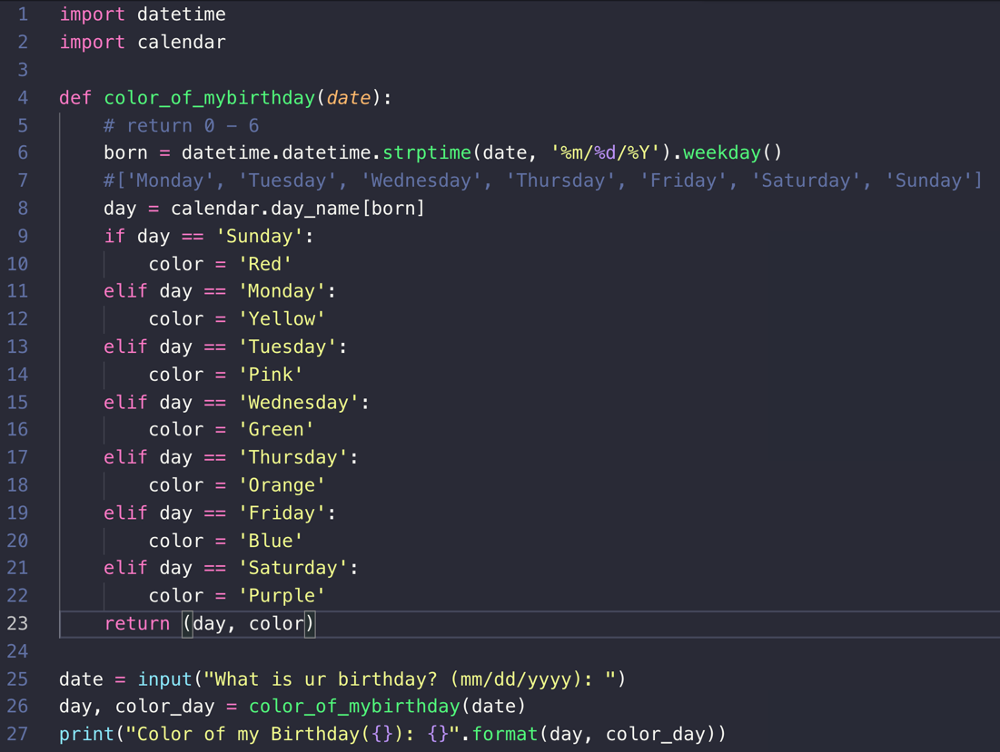 1 import datetime
2 import calendar
3
4 def color_of_mybirthday(date):
5     # return 0 - 6
6     born = datetime.datetime.strptime(date, '%m/%d/%Y').weekday()
7     #['Monday', 'Tuesday', 'Wednesday', 'Thursday', 'Friday', 'Saturday', 'Sunday']
8     day = calendar.day_name[born]
9     if day == 'Sunday':
10         color = 'Red'
11     elif day == 'Monday':
12         color = 'Yellow'
13     elif day == 'Tuesday':
14         color = 'Pink'
15     elif day == 'Wednesday':
16         color = 'Green'
17     elif day == 'Thursday':
18         color = 'Orange'
19     elif day == 'Friday':
20         color = 'Blue'
21     elif day == 'Saturday':
22         color = 'Purple'
23     return (day, color)
24
25 date = input("What is ur birthday? (mm/dd/yyyy): ")
26 day, color_day = color_of_mybirthday(date)
27 print("Color of my Birthday({}): {}".format(day, color_day))